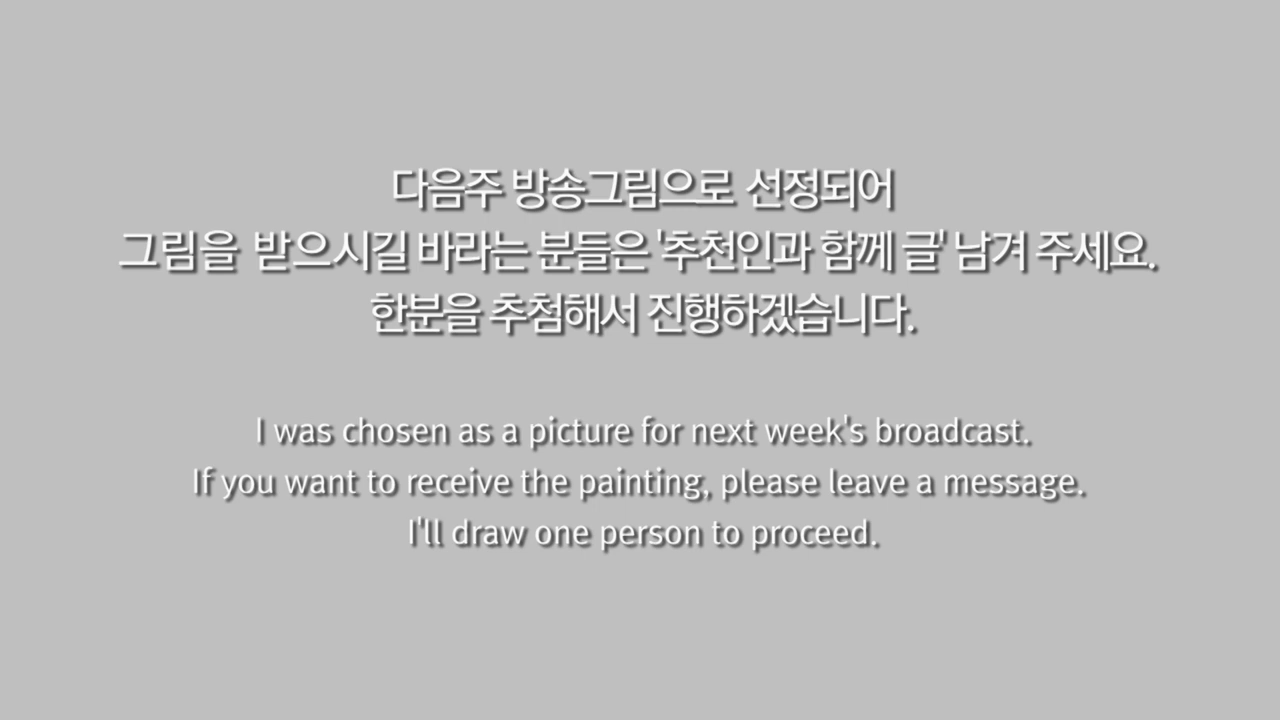 다음주 방송그림으로 선정되어
그림을 받으시길 바라는 분들은 '추천인과 함께 글' 남겨 주세요.
한분을 추첨해서 진행하겠습니다.
I was chosen as a picture for next week's broadcast.
If you want to receive the painting, please leave a message.
I'll draw one person to proceed.